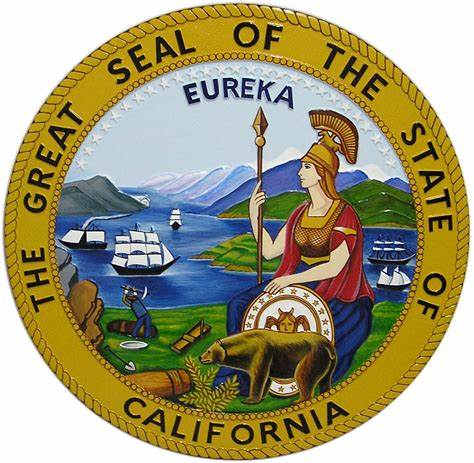 THE GREAT SEAL OF THE STATE OF
CALIFORNIA
EUREKA